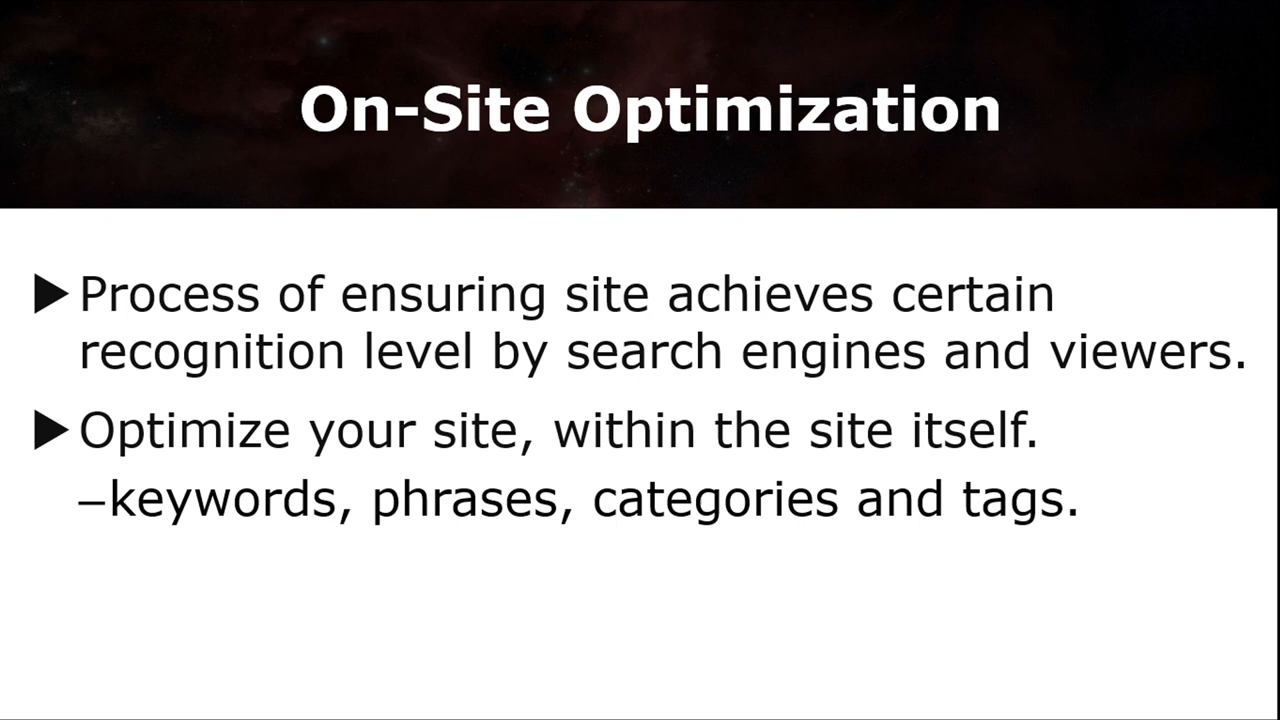 On-Site Optimization
▶Process of ensuring site achieves certain
recognition level by search engines and viewers.
▶Optimize your site, within the site itself.
–keywords, phrases, categories and tags.